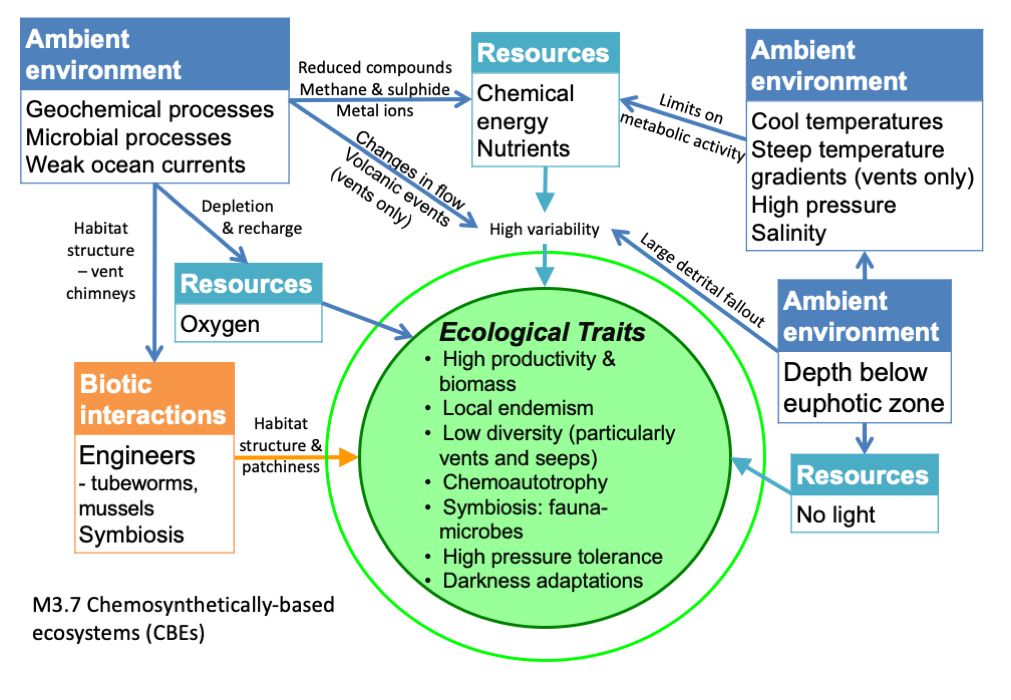 Ambient
environment
Geochemical processes
Microbial processes
Weak ocean currents
Reduced compounds
Methane & sulphide
Metal ions
Resources
Chemical
energy
Nutrients
Limits on
metabolic activity
Ambient
environment
Cool temperatures
Steep temperature
gradients (vents only)
High pressure
Salinity
Changes in flow
Volcanic events
(vents only)
High variability
Habitat
structure
– vent
chimneys
Depletion
& recharge
Resources
Oxygen
Large detrital fallout
Ambient
environment
Depth below
euphotic zone
Biotic
interactions
Engineers
- tubeworms,
mussels
Symbiosis
Habitat
structure &
patchiness
Ecological Traits
• High productivity &
biomass
• Local endemism
• Low diversity (particularly
vents and seeps)
• Chemoautotrophy
• Symbiosis: fauna-
microbes
• High pressure tolerance
• Darkness adaptations
Resources
No light
M3.7 Chemosynthetically-based
ecosystems (CBEs)